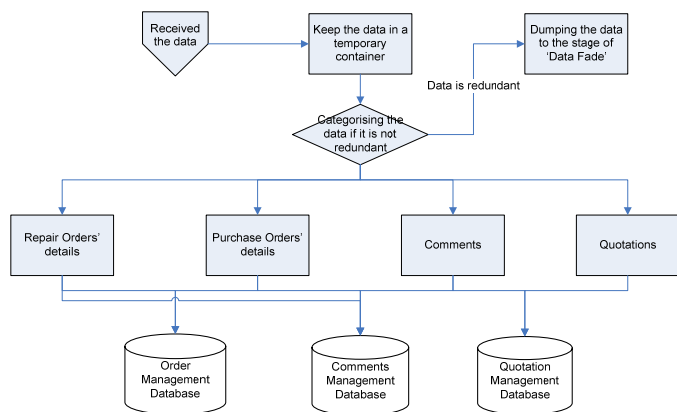 Received
the data
Keep the data in a
temporary
container
Dumping the data
to the stage of
‘Data Fade’
Data is redundant
Categorising the
data if it is not
redundant
Repair Orders’
details
Purchase Orders’
details
Comments
Quotations
Order
Management
Database
Comments
Management
Database
Quotation
Management
Database